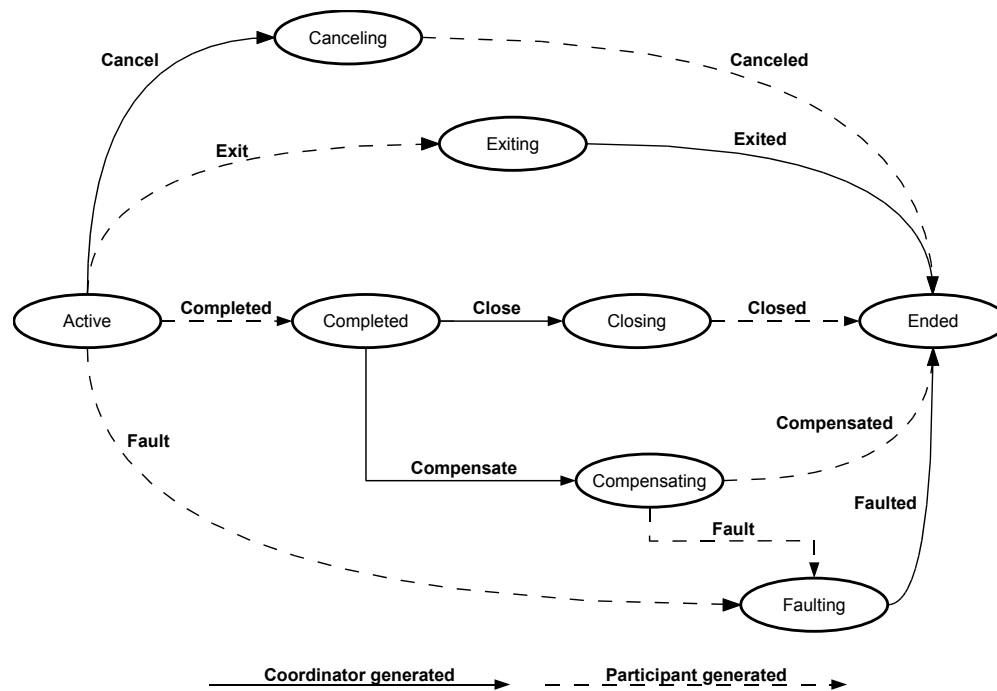 Canceling
Cancel
Canceled
Exit
Exiting
Exited
Active
Completed
Completed
Close
Closing
Closed
Ended
Fault
Compensated
Compensate
Compensating
Faulted
Fault
Faulting
Coordinator generated
Participant generated